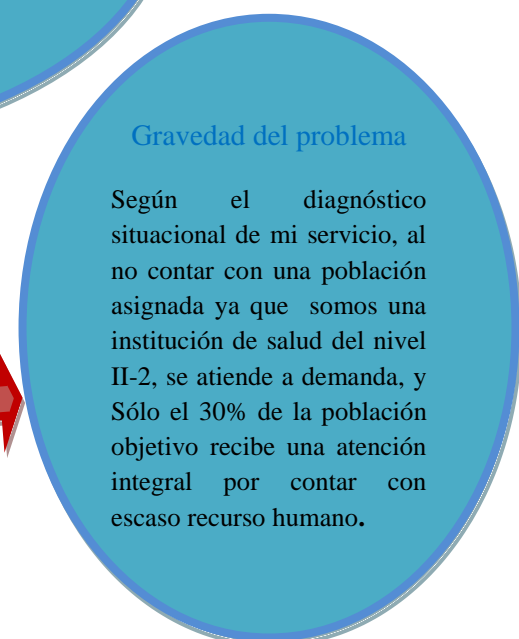 Gravedad del problema
Según el diagnóstico
situacional de mi servicio, al
no contar con una población
asignada ya que somos una
institución de salud del nivel
II-2, se atiende a demanda, y
Sólo el 30% de la población
objetivo recibe una atención
integral por contar con
escaso recurso humano.